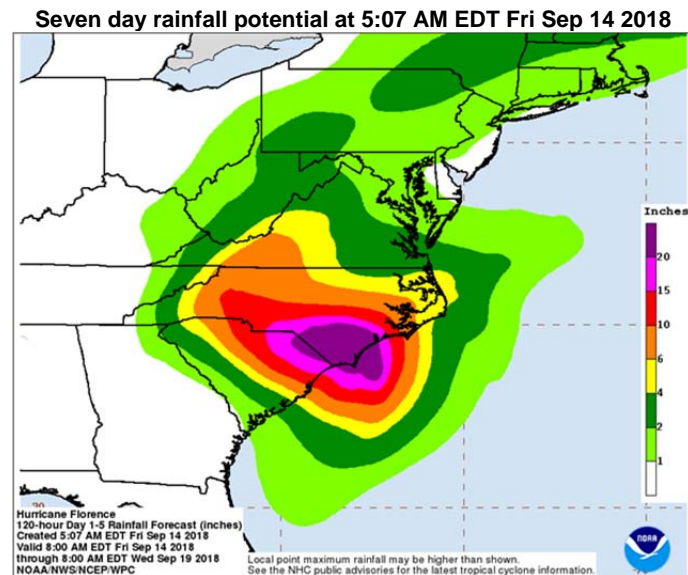 Seven day rainfall potential at 5:07 AM EDT Fri Sep 14 2018
Inches
20
15
10
6
4
2
1
Hurricane Florence
120-hour Day 1-5 Rainfall Forecast (inches)
Created 5:07 AM EDT Fri Sep 14 2018
Valid 8:00 AM EDT Fri Sep 14 2018
through 8:00 AM EDT Wed Sep 19 2018
NOAA/NWS/NCEP/WPC
Local point maximum rainfall may be higher than shown.
See the NHC public advisories for the latest tropical cyclone information.
NOAA